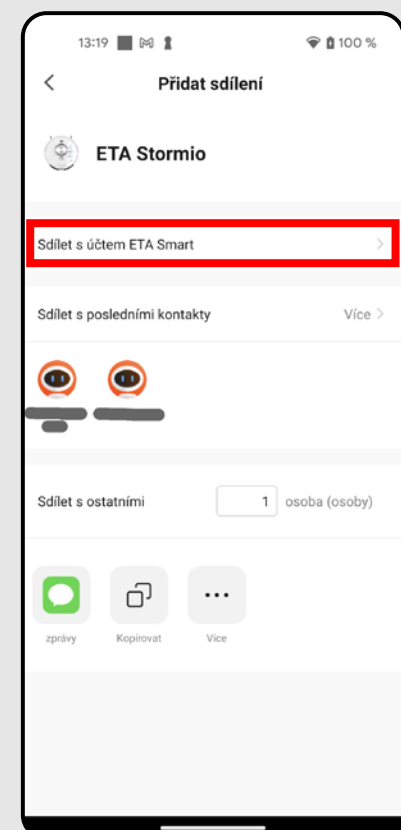 13:19
100 %
Přidat sdílení
ETA Stormio
Sdílet s účtem ETA Smart
Sdílet s posledními kontakty
Více
Sdílet s ostatními
1 osoba (osoby)
zprávy
Kopírovat
Vice